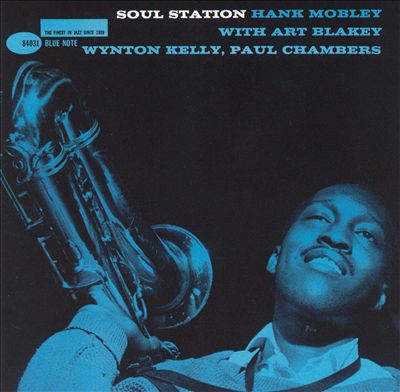 SOUL STATION HANK MOBLEY
WITH ART BLAKEY
WYNTON KELLY, PAUL CHAMBERS
THE FINEST IN JAZZ SINCE 1939
84031 BLUE NOTE